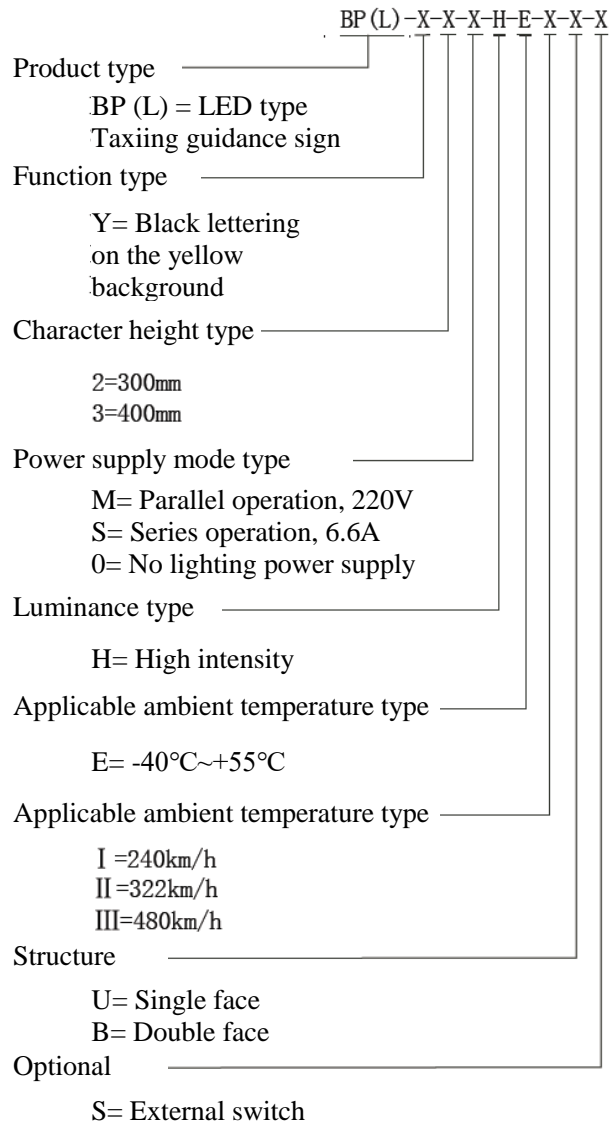 BP(L)-X-X-X-H-E-X-X-X
Product type
BP (L) = LED type
Taxiing guidance sign
Function type
Y= Black lettering
on the yellow
background
Character height type
2=300mm
3=400mm
Power supply mode type
M= Parallel operation, 220V
S= Series operation, 6.6A
0= No lighting power supply
Luminance type
H= High intensity
Applicable ambient temperature type
E= -40°C~+55°C
Applicable ambient temperature type
Ⅰ=240km/h
Ⅱ=322km/h
Ⅲ=480km/h
Structure
U= Single face
B= Double face
Optional
S= External switch